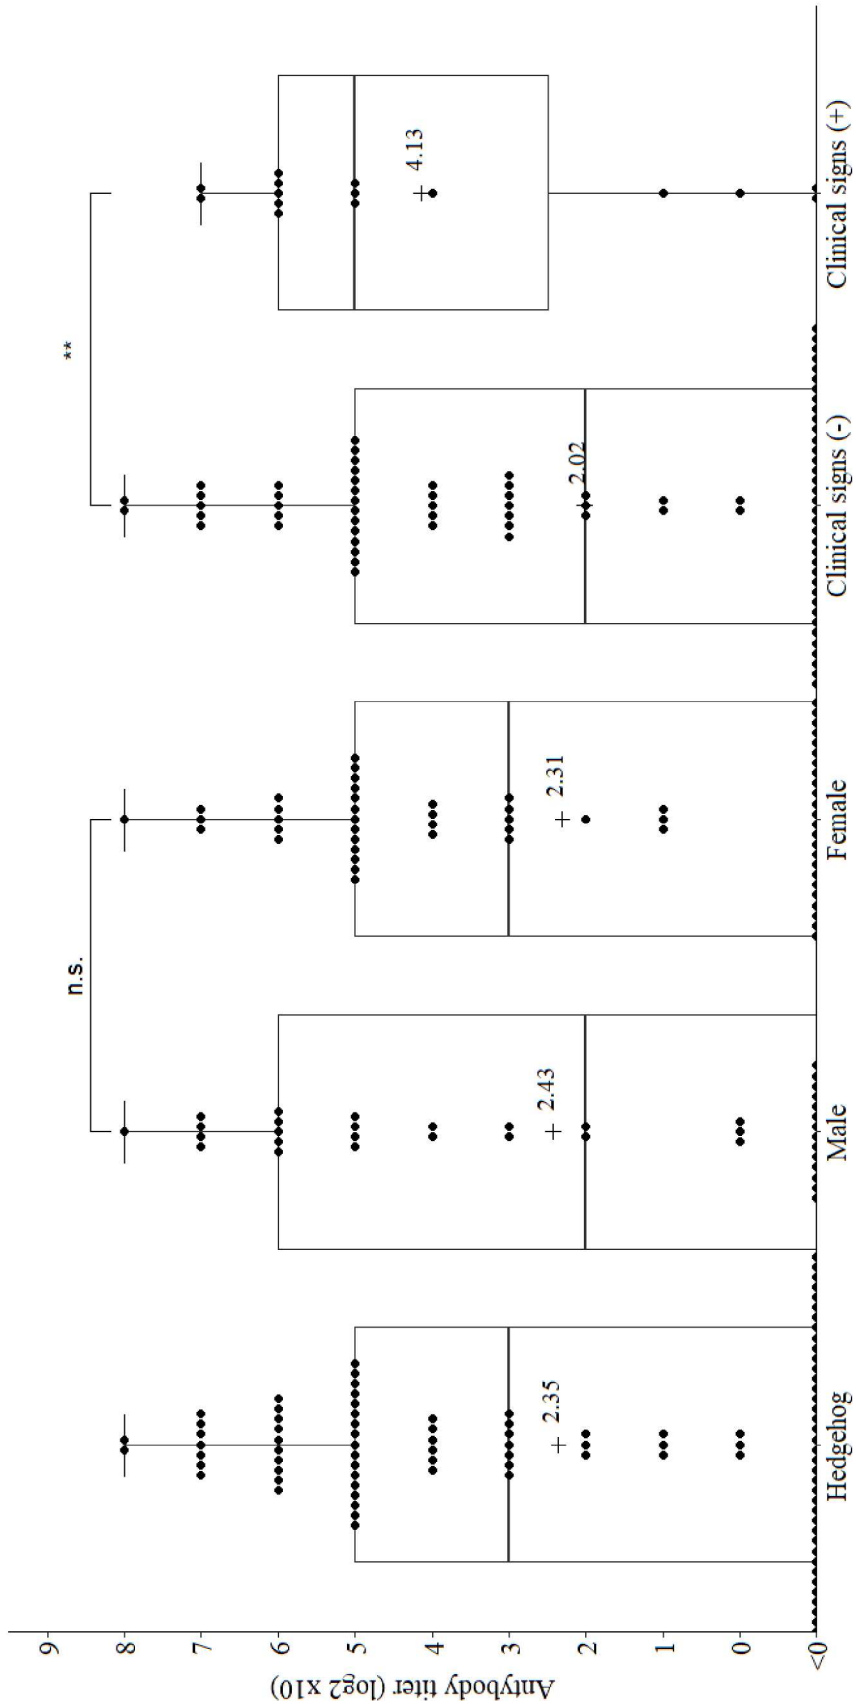 n.s.
**
9
8
7
6
5
4
3
2
1
0
<0
Antybody titer (log2 x10)
2.35
2.43
2.31
2.02
4.13
Hedgehog
Male
Female
Clinical signs (-)
Clinical signs (+)